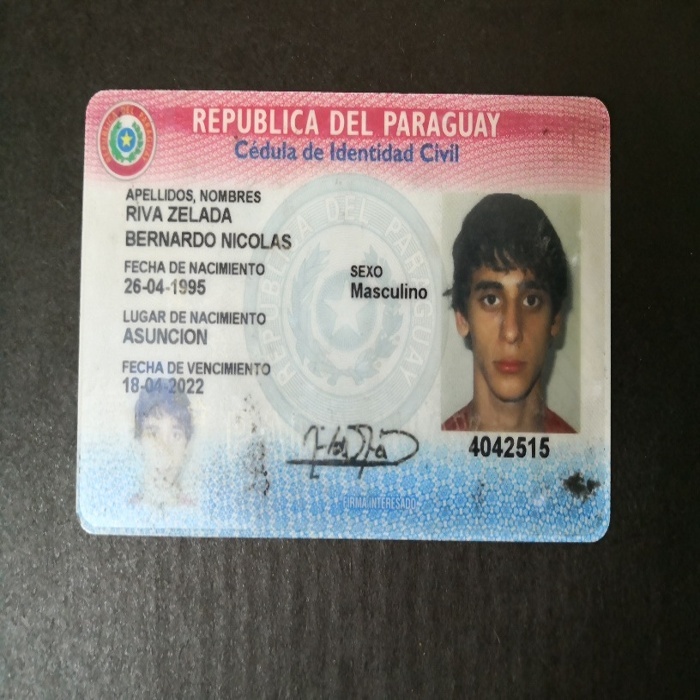 REPUBLICA DEL PARAGUAY
Cédula de Identidad Civil
APELLIDOS, NOMBRES
RIVA ZELADA
BERNARDO NICOLAS
FECHA DE NACIMIENTO
26-04-1995
SEXO
Masculino
LUGAR DE NACIMIENTO
ASUNCION
FECHA DE VENCIMIENTO
18-04-2022
4042515
FIRMA INTERESADO
REPUBLICA DEL PARAGUAY